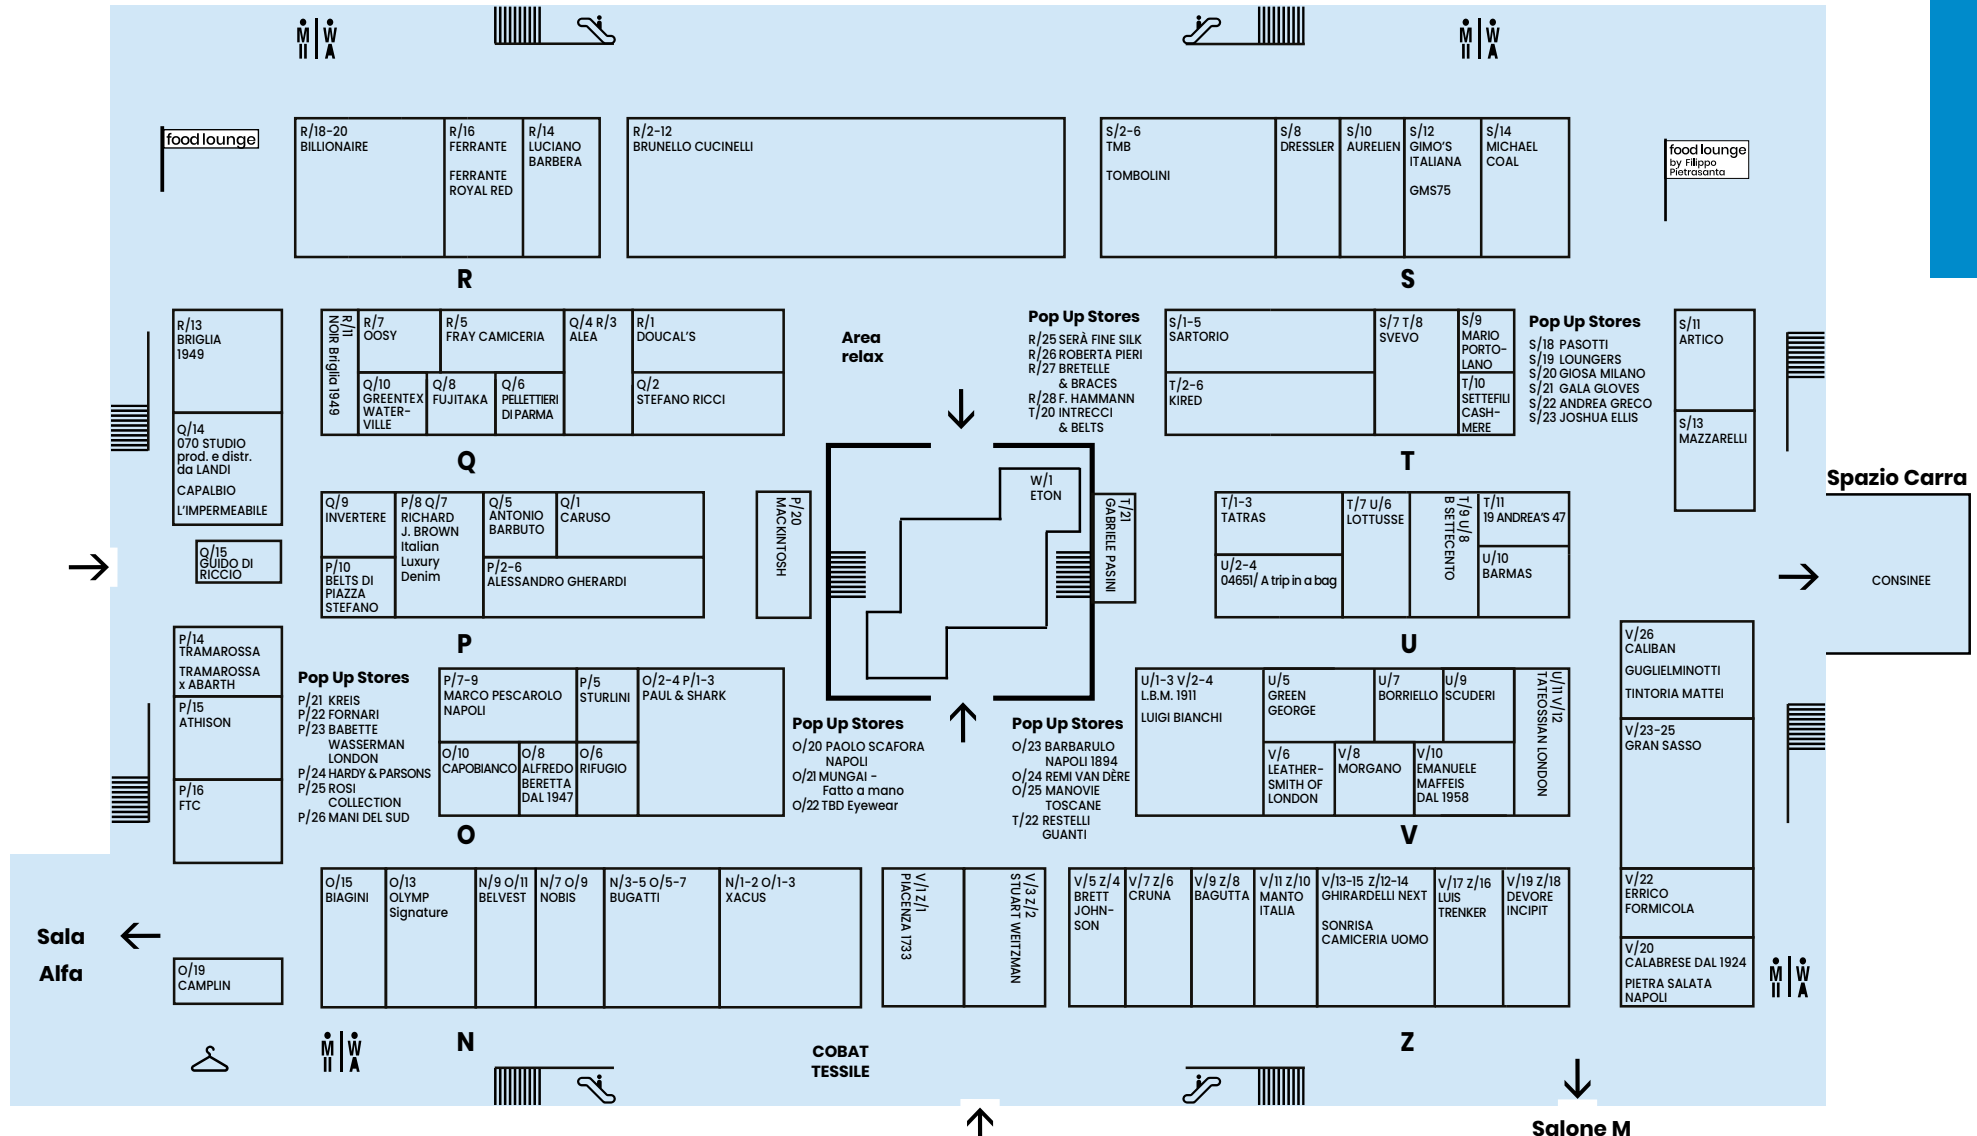 M W
M W
food lounge
R/18-20
BILLIONAIRE
R/16
FERRANTE
FERRANTE
ROYAL RED
R/14
LUCIANO
BARBERA
R/2-12
BRUNELLO CUCINELLI
S/2-6
TMB
TOMBOLINI
S/8
DRESSLER
S/10
AURELIEN
S/12
GIMO'S
ITALIANA
GMS75
S/14
MICHAEL
COAL
food lounge
by Filippo
Pietrasanta
R
S
R/13
BRIGLIA
1949
Q/14
070 STUDIO
prod. e distr.
da LANDI
CAPALBIO
L'IMPERMEABILE
Q/15
GUIDO DI
RICCIO
R/11
NOIR Briglia 1949
R/7
OOSY
R/5
FRAY CAMICERIA
Q/4 R/3
ALEA
R/1
DOUCAL'S
Q/10
GREENTEX
WATER-
VILLE
Q/8
FUJITAKA
Q/6
PELLETTIERI
DI PARMA
Q/2
STEFANO RICCI
Area
relax
Pop Up Stores
R/25 SERÀ FINE SILK
R/26 ROBERTA PIERI
R/27 BRETELLE
& BRACES
R/28 F. HAMMANN
T/20 INTRECCI
& BELTS
S/1-5
SARTORIO
S/7 T/8
SVEVO
S/9
MARIO
PORTO-
LANO
T/2-6
KIRED
T/10
SETTEFILI
CASH-
MERE
Pop Up Stores
S/18 PASOTTI
S/19 LOUNGERS
S/20 GIOSA MILANO
S/21 GALA GLOVES
S/22 ANDREA GRECO
S/23 JOSHUA ELLIS
S/11
ARTICO
S/13
MAZZARELLI
Q
T
Q/9
INVERTERE
P/8 Q/7
RICHARD
J. BROWN
Italian
Luxury
Denim
Q/5
ANTONIO
BARBUTO
Q/1
CARUSO
P/10
BELTS DI
PIAZZA
STEFANO
P/2-6
ALESSANDRO GHERARDI
P/20
MACKINTOSH
W/1
ETON
T/21
GABRIELE PASINI
T/1-3
TATRAS
T/7 U/6
LOTTUSSE
T/9 U/8
B SETTECENTO
T/11
19 ANDREA'S 47
U/2-4
04651/ A trip in a bag
U/10
BARMAS
Spazio Carra
CONSINEE
P
U
P/14
TRAMAROSSA
TRAMAROSSA
x ABARTH
P/15
ATHISON
P/16
FTC
Pop Up Stores
P/21 KREIS
P/22 FORNARI
P/23 BABETTE
WASSERMAN
LONDON
P/24 HARDY & PARSONS
P/25 ROSI
COLLECTION
P/26 MANI DEL SUD
P/7-9
MARCO PESCAROLO
NAPOLI
P/5
STURLINI
O/2-4 P/1-3
PAUL & SHARK
O/10
CAPOBIANCO
O/8
ALFREDO
BERETTA
DAL 1947
O/6
RIFUGIO
Pop Up Stores
O/20 PAOLO SCAFORA
NAPOLI
O/21 MUNGAI -
Fatto a mano
O/22 TBD Eyewear
Pop Up Stores
O/23 BARBARULO
NAPOLI 1894
O/24 REMI VAN DÈRE
O/25 MANOVIE
TOSCANE
T/22 RESTELLI
GUANTI
U/1-3 V/2-4
L.B.M. 1911
LUIGI BIANCHI
U/5
GREEN
GEORGE
U/7
BORRIELLO
U/9
SCUDERI
U/11 V/12
TATEOSSIAN LONDON
V/6
LEATHER-
SMITH OF
LONDON
V/8
MORGANO
V/10
EMANUELE
MAFFEIS
DAL 1958
V/26
CALIBAN
GUGLIELMINOTTI
TINTORIA MATTEI
V/23-25
GRAN SASSO
V/22
ERRICO
FORMICOLA
V/20
CALABRESE DAL 1924
PIETRA SALATA
NAPOLI
O
V
Sala
Alfa
O/19
CAMPLIN
O/15
BIAGINI
O/13
OLYMP
Signature
N/9 O/11
BELVEST
N/7 O/9
NOBIS
N/3-5 O/5-7
BUGATTI
N/1-2 O/1-3
XACUS
V/1 Z/1
PIACENZA 1733
V/3 Z/2
STUART WEITZMAN
V/5 Z/4
BRETT
JOHN-
SON
V/7 Z/6
CRUNA
V/9 Z/8
BAGUTTA
V/11 Z/10
MANTO
ITALIA
V/13-15 Z/12-14
GHIRARDELLI NEXT
SONRISA
CAMICERIA UOMO
V/17 Z/16
LUIS
TRENKER
V/19 Z/18
DEVORE
INCIPIT
M W
M W
N
Z
COBAT
TESSILE
Salone M